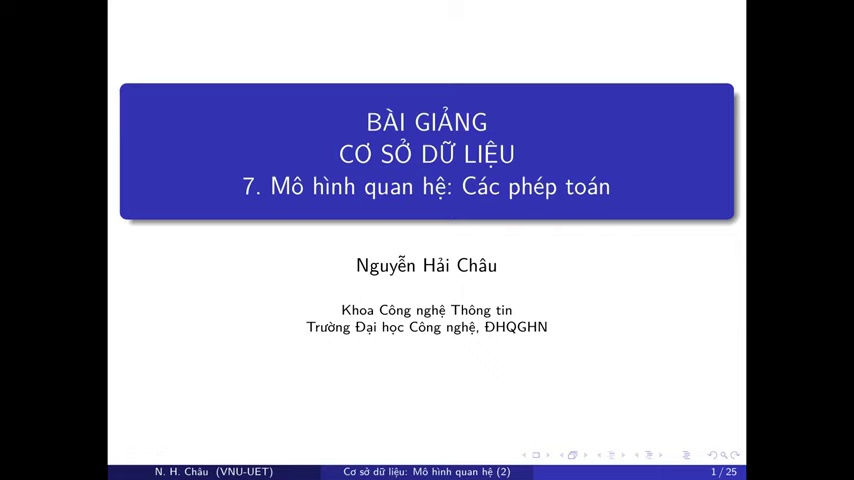 BÀI GIẢNG
CƠ SỞ DỮ LIỆU
7. Mô hình quan hệ: Các phép toán
Nguyễn Hải Châu
Khoa Công nghệ Thông tin
Trường Đại học Công nghệ, ĐHQGHN
N. H. Châu (VNU-UET) Cơ sở dữ liệu: Mô hình quan hệ (2) 1 / 25